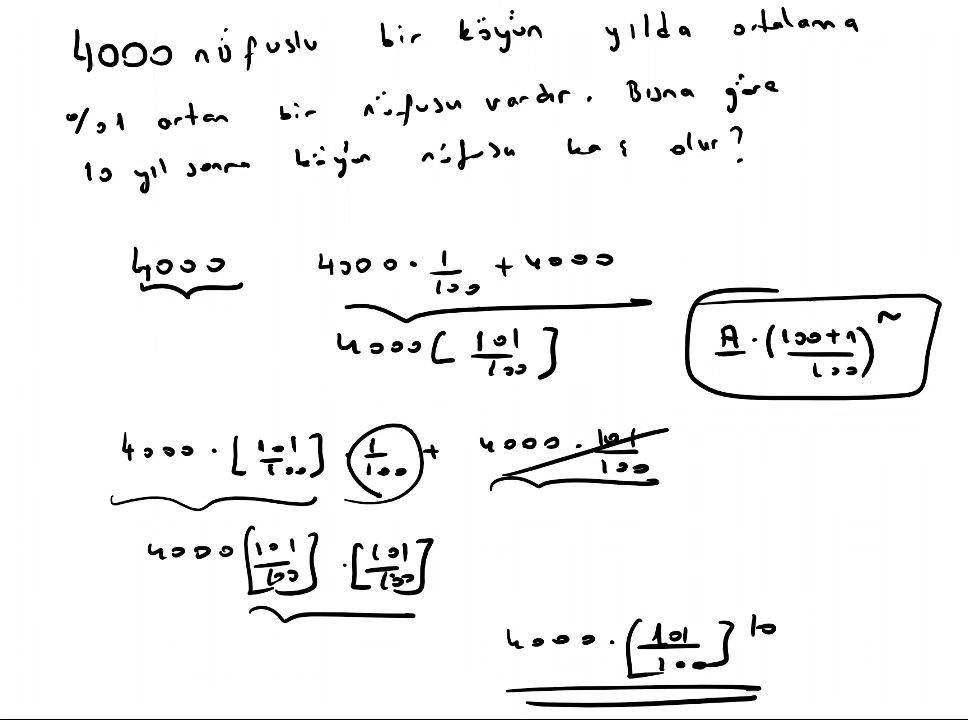 4000 nüfuslu bir köyün yılda ortalama
%1 artan bir nüfusu vardır. Buna göre
10 yıl sonra köyün nüfusu kaç olur?
4000 4000 · 1/100 + 4000
4000 [101/100]
A · ((100+1)/100)^n
4000 · [101/100] · 1/100 + 4000 · 101/100
4000 [101/100] · [101/100]
4000 · [101/100]^10